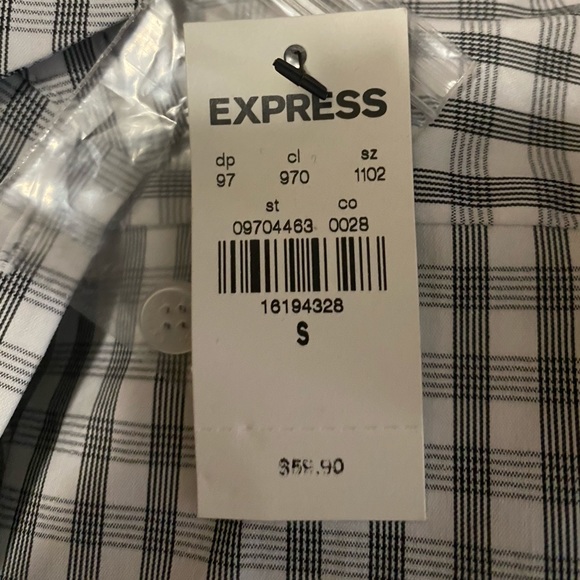 EXPRESS
dp cl sz
97 970 1102
st co
09704463 0028
16194328
S